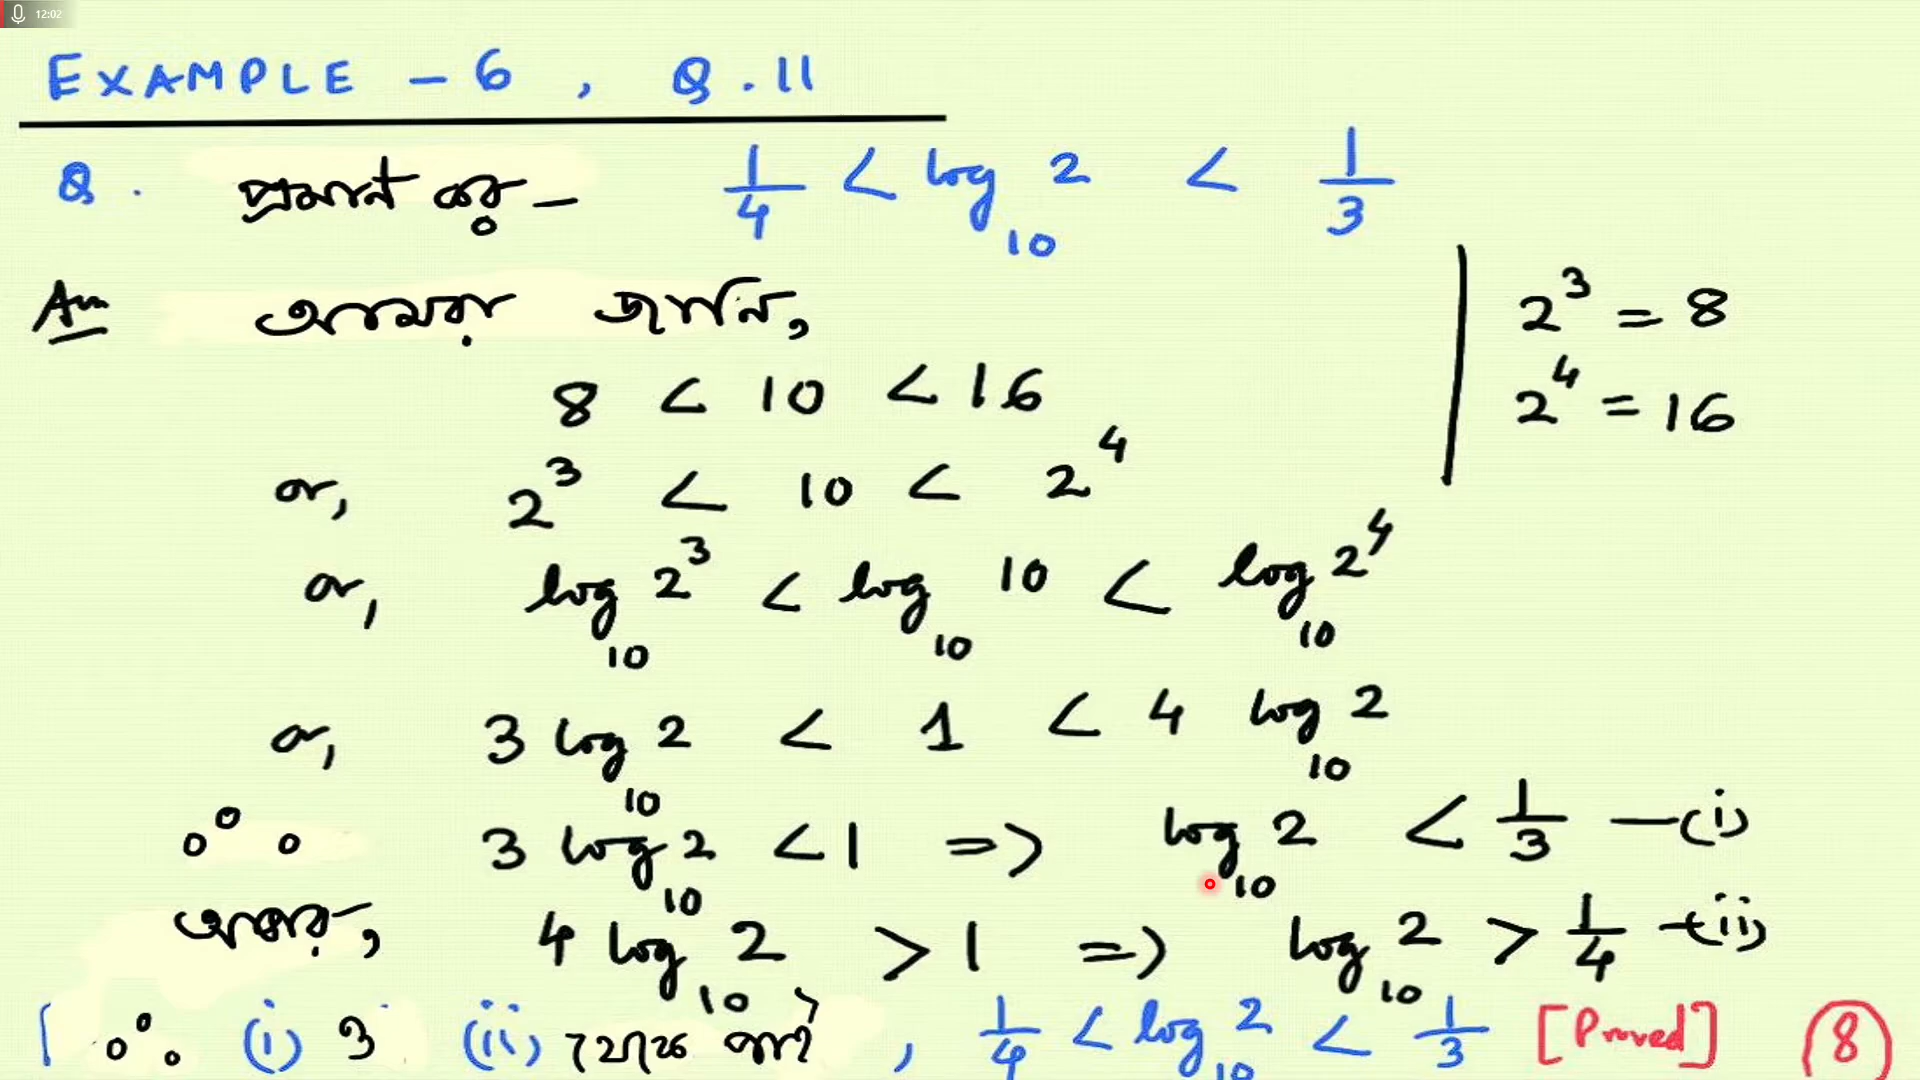 12:02
EXAMPLE - 6 , Q . 11
Q . প্রমাণ কর - 1/4 < log₁₀ 2 < 1/3
Ans আমরা জানি,
2³ = 8
2⁴ = 16
8 < 10 < 16
or, 2³ < 10 < 2⁴
or, log₁₀ 2³ < log₁₀ 10 < log₁₀ 2⁴
or, 3 log₁₀ 2 < 1 < 4 log₁₀ 2
∴ 3 log₁₀ 2 < 1 => log₁₀ 2 < 1/3 —(i)
আবার, 4 log₁₀ 2 > 1 => log₁₀ 2 > 1/4 —(ii)
∴ (i) ও (ii) থেকে পাই, 1/4 < log₁₀ 2 < 1/3 [Proved] 8